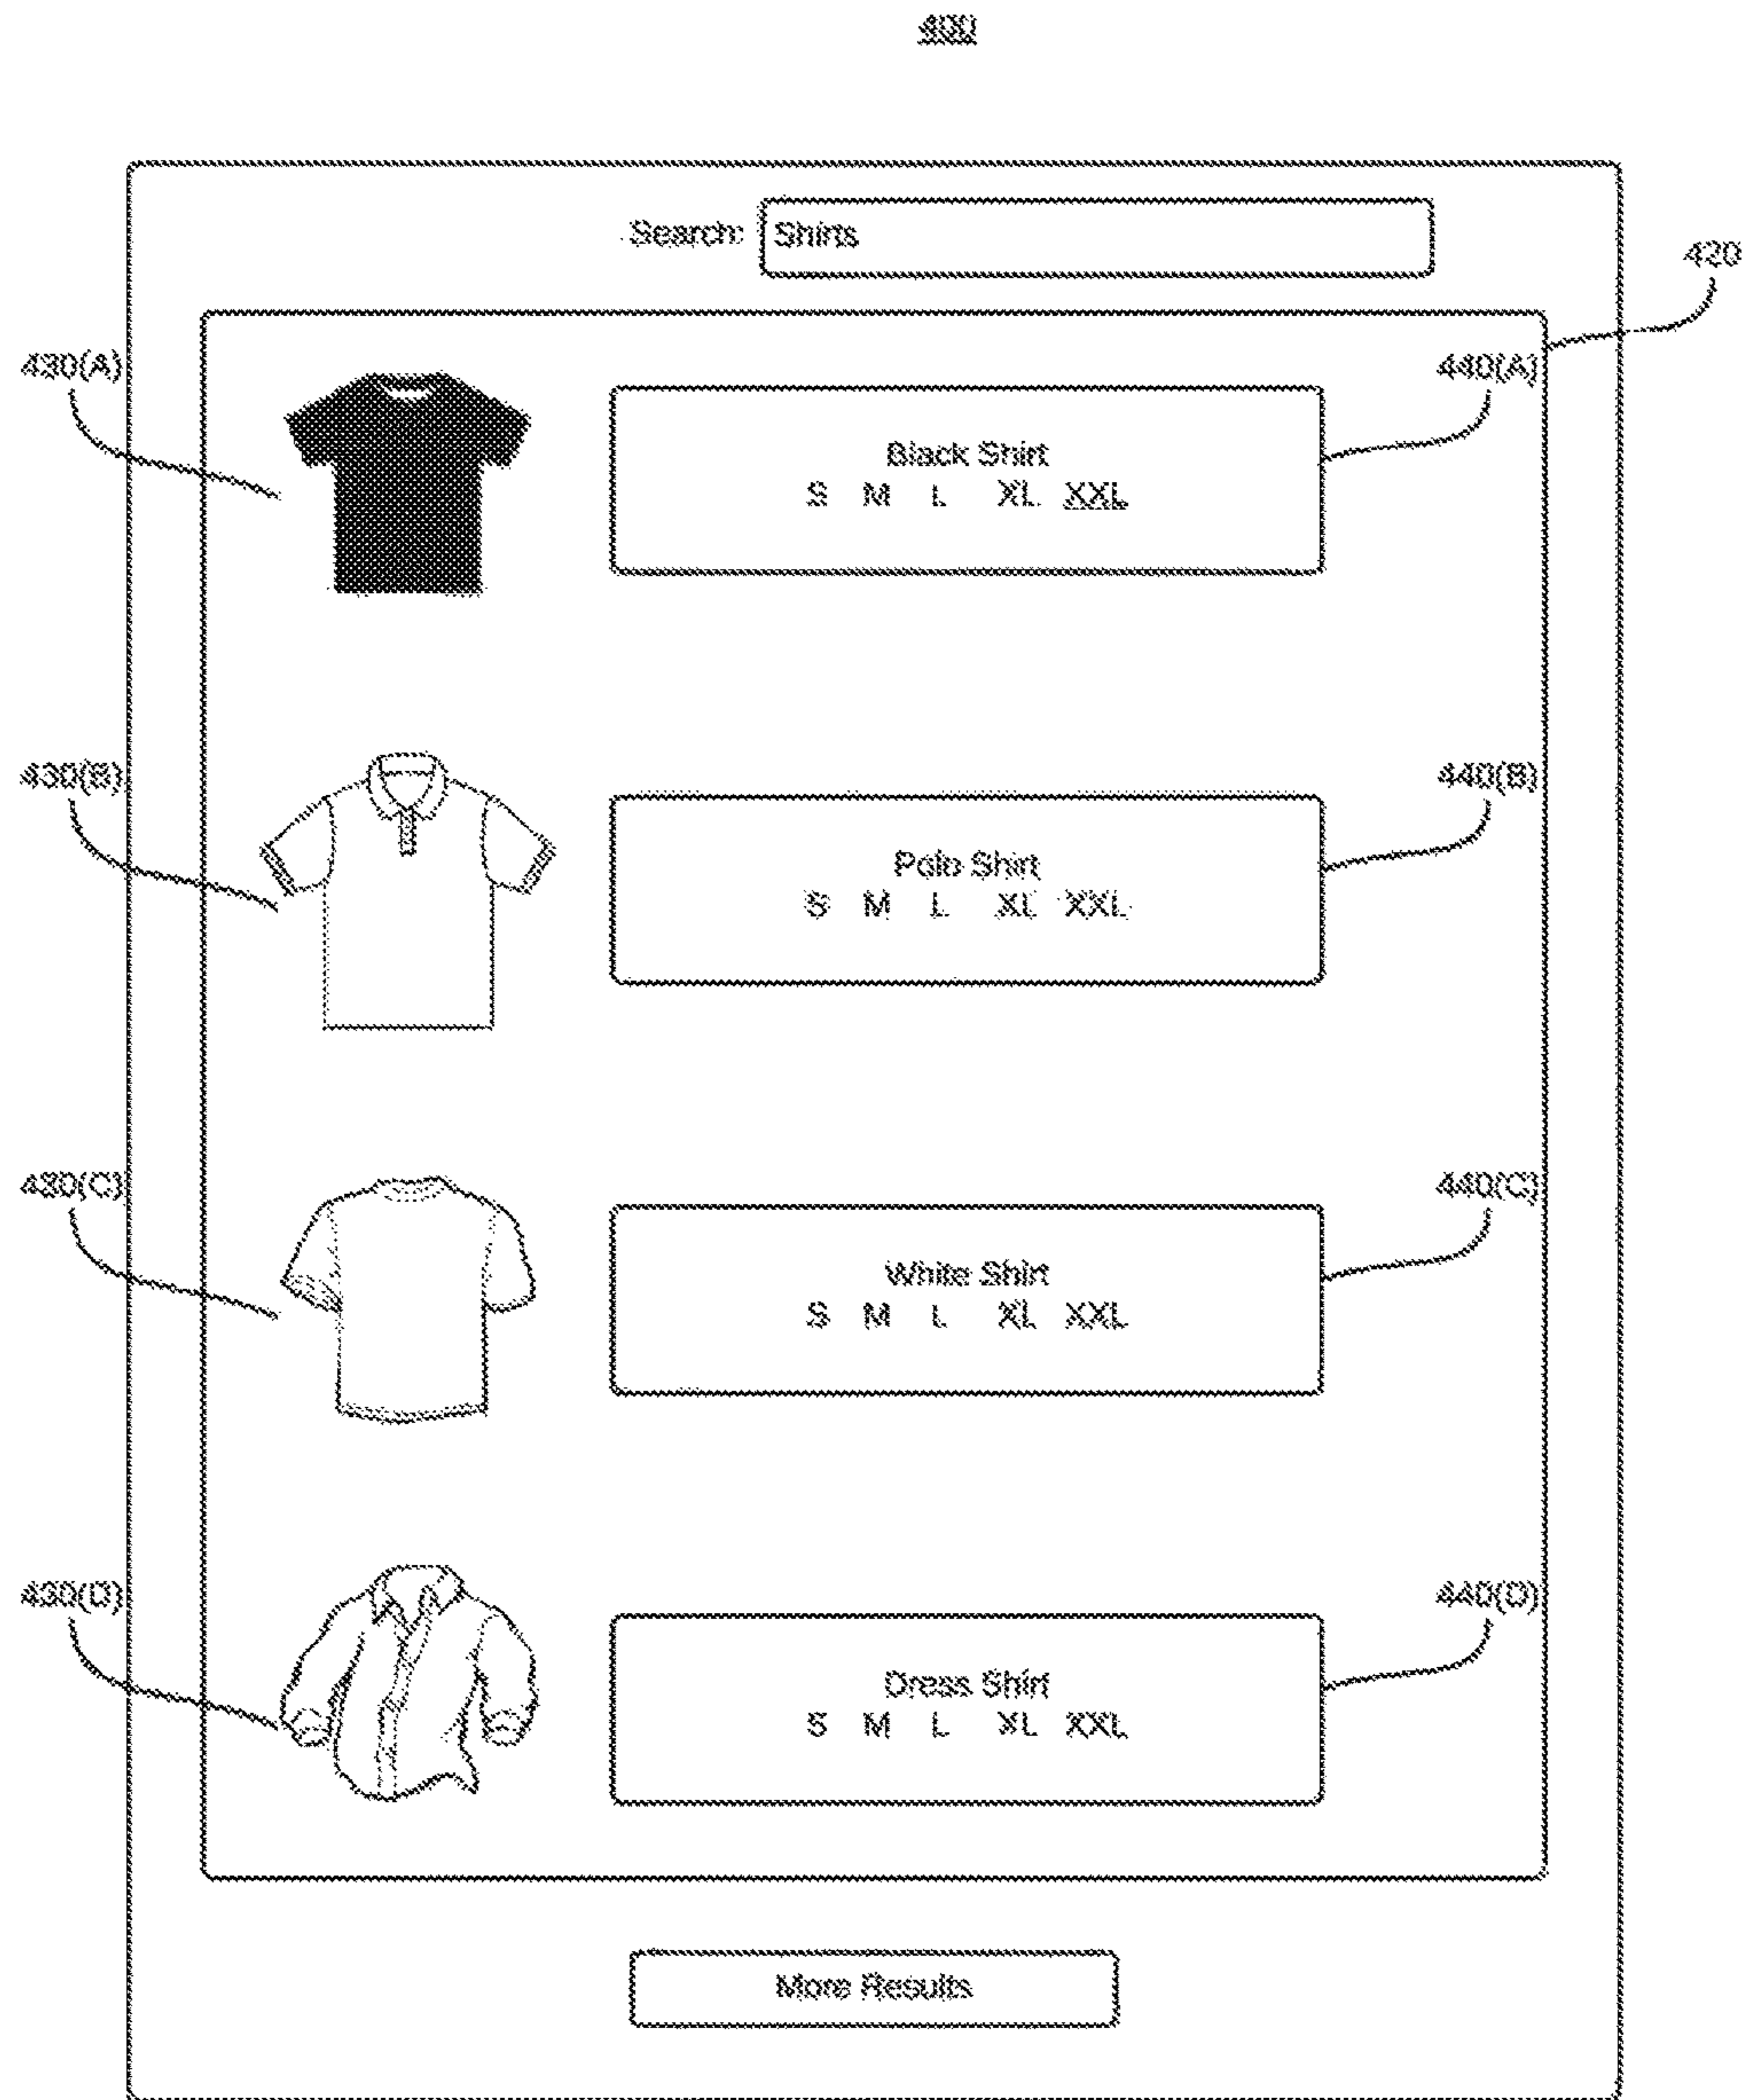 400
Search: Shirts
420
430(A)
440(A)
Black Shirt
S M L XL XXL
430(B)
440(B)
Polo Shirt
S M L XL XXL
430(C)
440(C)
White Shirt
S M L XL XXL
430(D)
440(D)
Dress Shirt
S M L XL XXL
More Results